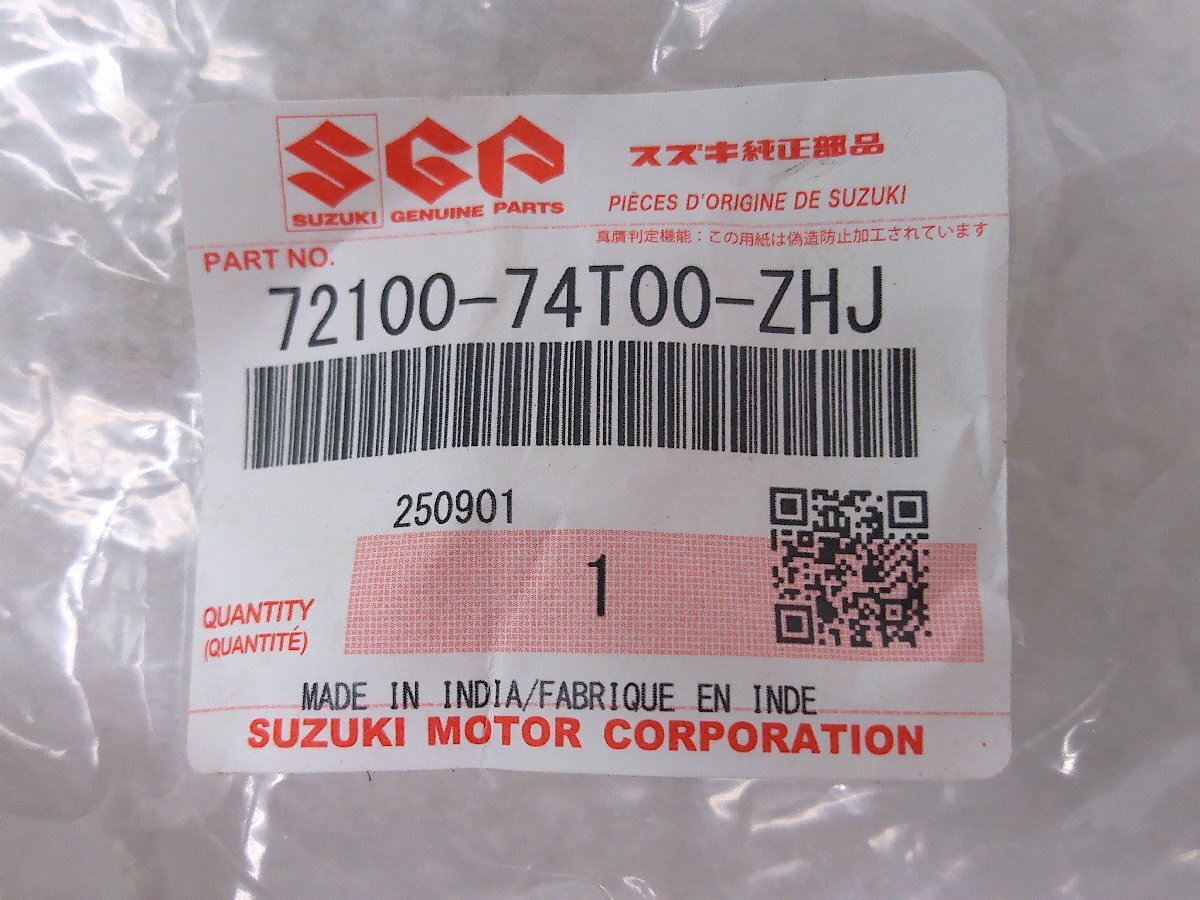 SUZUKI
GENUINE PARTS
スズキ純正部品
PIÈCES D'ORIGINE DE SUZUKI
真贋判定機能：この用紙は偽造防止加工されています
PART NO.
72100-74T00-ZHJ
250901
1
QUANTITY
(QUANTITÉ)
MADE IN INDIA/FABRIQUE EN INDE
SUZUKI MOTOR CORPORATION